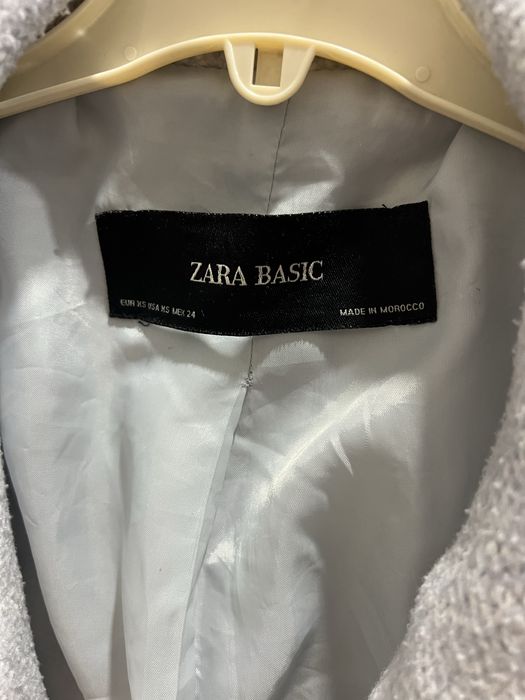 ZARA BASIC
EUR XS USA XS MEX 24
MADE IN MOROCCO